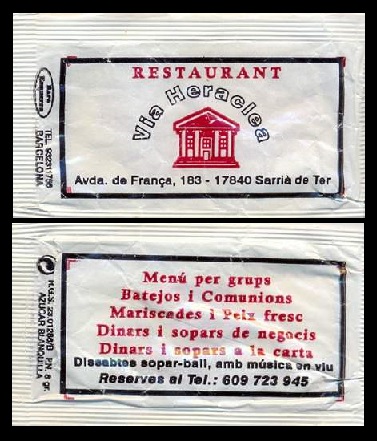 RESTAURANT
Via Heraclea
Avda. de França, 183 - 17840 Sarrià de Ter
BARCELONA
Menú per grups
Batejos i Comunions
Mariscades i Peix fresc
Dinars i sopars de negocis
Dinars i sopars a la carta
Dissabtes sopar-ball, amb música en viu
Reserves al Tel.: 609 723 945
AZUCAR BLANQUILLA